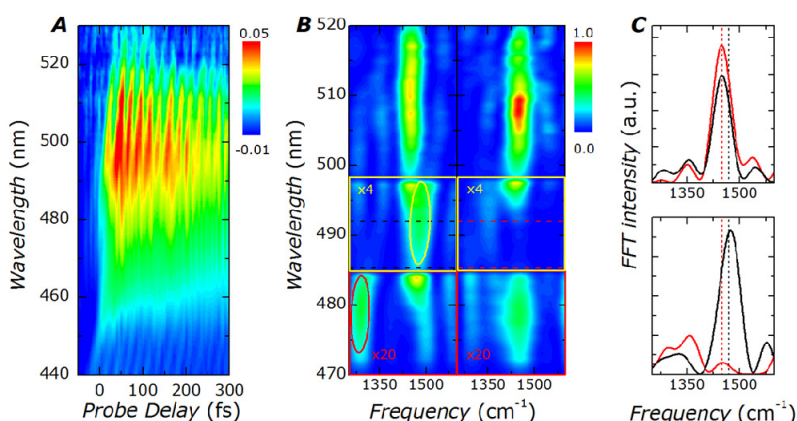 A
0.05
-0.01
Wavelength (nm)
520
500
480
460
440
0
100
200
300
Probe Delay (fs)
B
1.0
0.0
Wavelength (nm)
520
510
500
490
480
470
x4
x4
x20
x20
1350
1500
1350
1500
Frequency (cm⁻¹)
C
FFT intensity (a.u.)
1350
1500
1350
1500
Frequency (cm⁻¹)